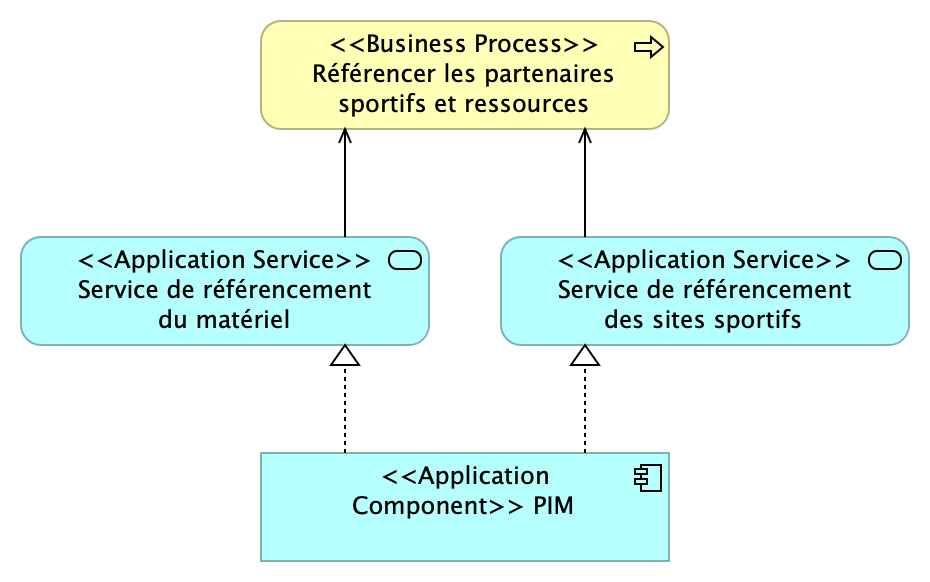 <<Business Process>>
Référencer les partenaires
sportifs et ressources
<<Application Service>>
Service de référencement
du matériel
<<Application Service>>
Service de référencement
des sites sportifs
<<Application
Component>> PIM